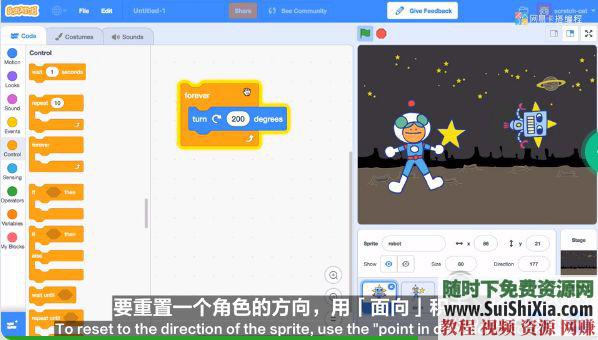 SCRATCH
File
Edit
Untitled-1
Share
See Community
Give Feedback
网易卡搭编程
scratch-cat
Code
Costumes
Sounds
Motion
Looks
Sound
Events
Control
Sensing
Operators
Variables
My Blocks
Control
wait 1 seconds
repeat 10
forever
if then
if then
else
wait until
forever
turn 200 degrees
Sprite robot x 86 y 21
Show Size 60 Direction 177
Stage
要重置一个角色的方向,用「面向」和
To reset to the direction of the sprite, use the "point in
随时下免费资源网
www.SuiShiXia.com
教程 视频 资源 网赚